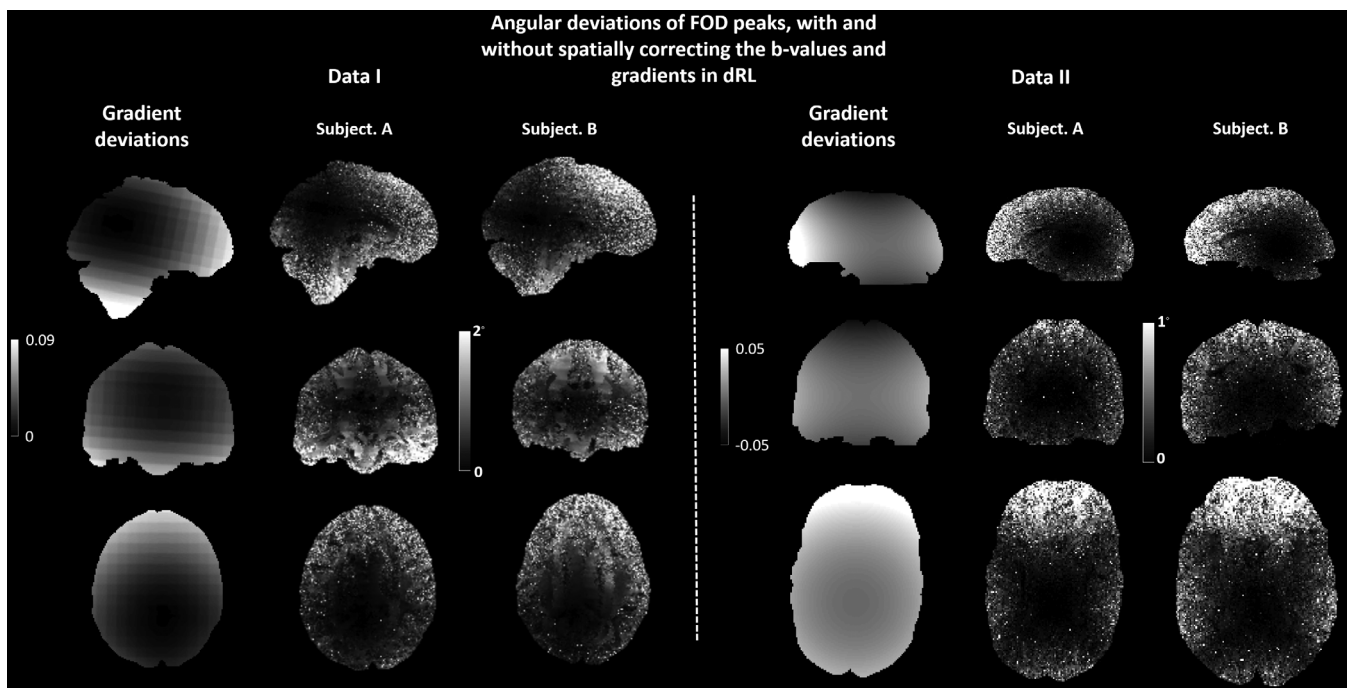 Angular deviations of FOD peaks, with and
without spatially correcting the b-values and
gradients in dRL
Data I
Data II
Gradient
deviations
Subject. A
Subject. B
Gradient
deviations
Subject. A
Subject. B
0.09
0
2°
0
0.05
-0.05
1°
0